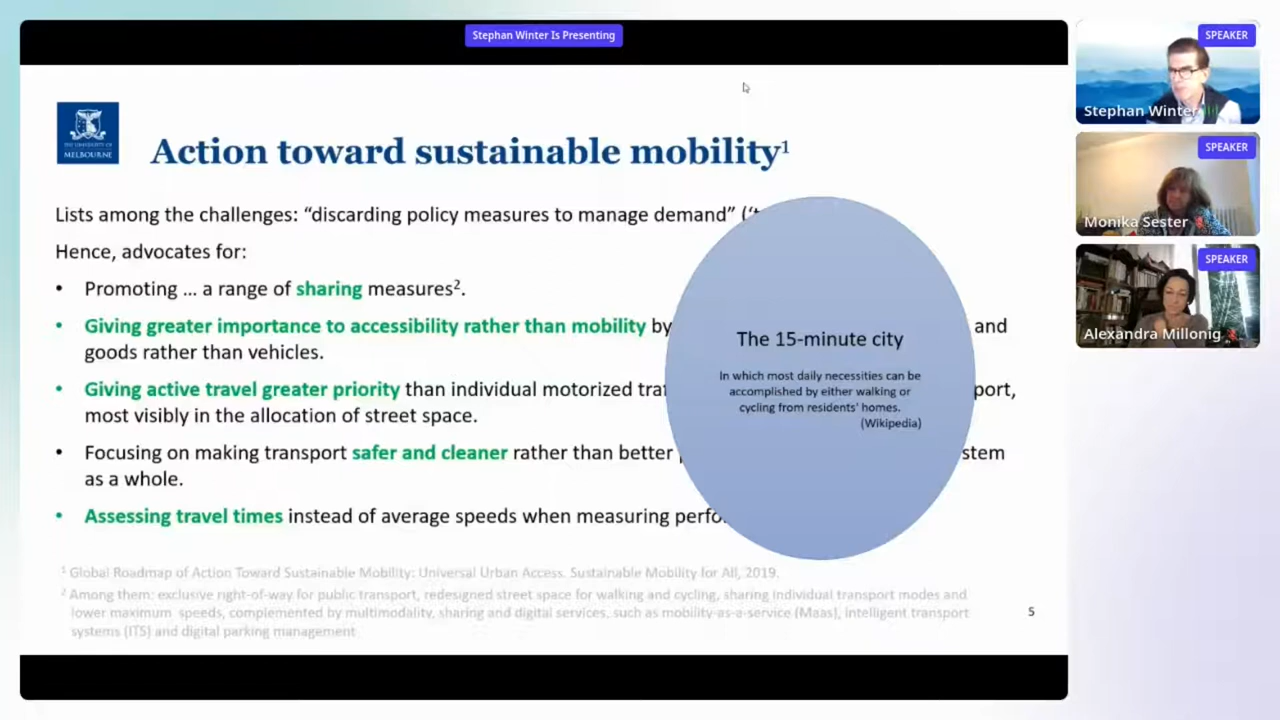 Stephan Winter Is Presenting
THE UNIVERSITY OF
MELBOURNE
Action toward sustainable mobility¹
Lists among the challenges: “discarding policy measures to manage demand”
Hence, advocates for:
• Promoting ... a range of sharing measures².
• Giving greater importance to accessibility rather than mobility by and
goods rather than vehicles.
• Giving active travel greater priority than individual motorized
most visibly in the allocation of street space.
• Focusing on making transport safer and cleaner rather than better
as a whole.
• Assessing travel times instead of average speeds when measuring
The 15-minute city
In which most daily necessities can be
accomplished by either walking or
cycling from residents' homes.
(Wikipedia)
¹ Global Roadmap of Action Toward Sustainable Mobility: Universal Urban Access. Sustainable Mobility for All, 2019.
² Among them: exclusive right-of-way for public transport, redesigned street space for walking and cycling, sharing individual transport modes and
lower maximum speeds, complemented by multimodality, sharing and digital services, such as mobility-as-a-service (Maas), intelligent transport
systems (ITS) and digital parking management
5
SPEAKER
Stephan Winter
SPEAKER
Monika Sester
SPEAKER
Alexandra Millonig